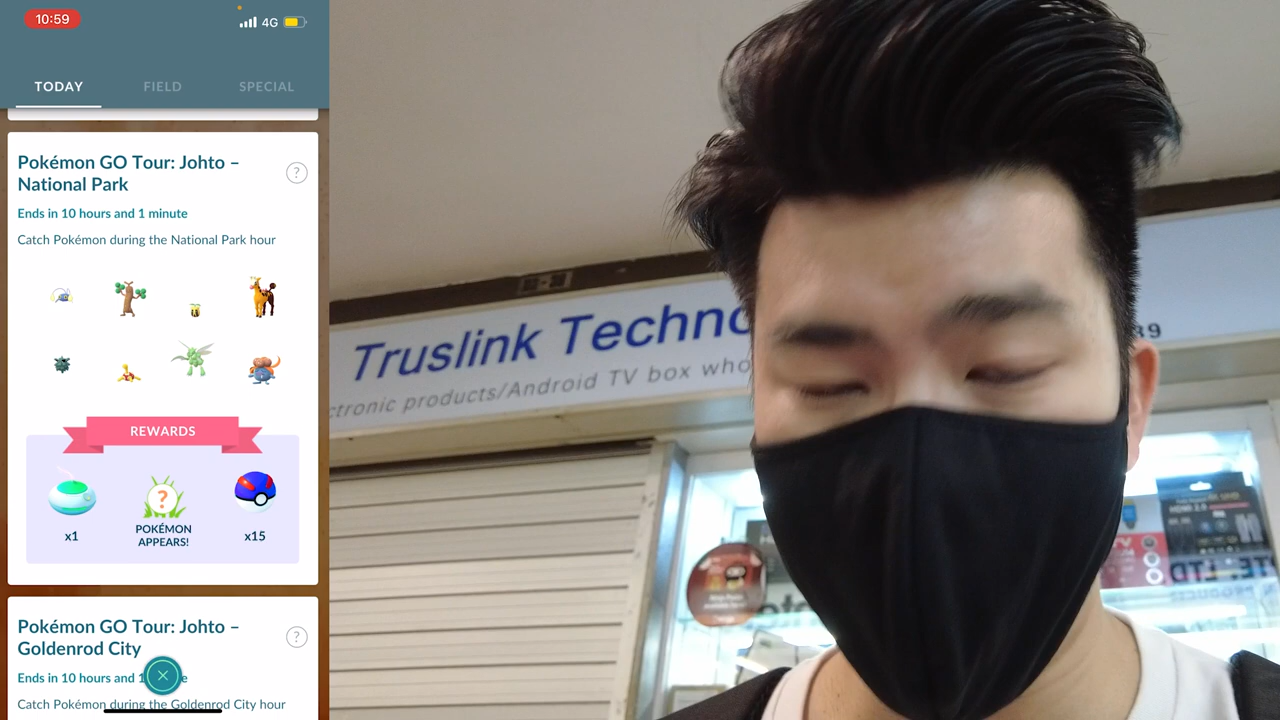 10:59
4G
TODAY FIELD SPECIAL
Pokémon GO Tour: Johto –
National Park
?
Ends in 10 hours and 1 minute
Catch Pokémon during the National Park hour
REWARDS
?
x1
POKÉMON
APPEARS!
x15
Pokémon GO Tour: Johto –
Goldenrod City
?
Ends in 10 hours and 1
Catch Pokémon during the Goldenrod City hour
Truslink Techno
ctronic products/Android TV box who
39